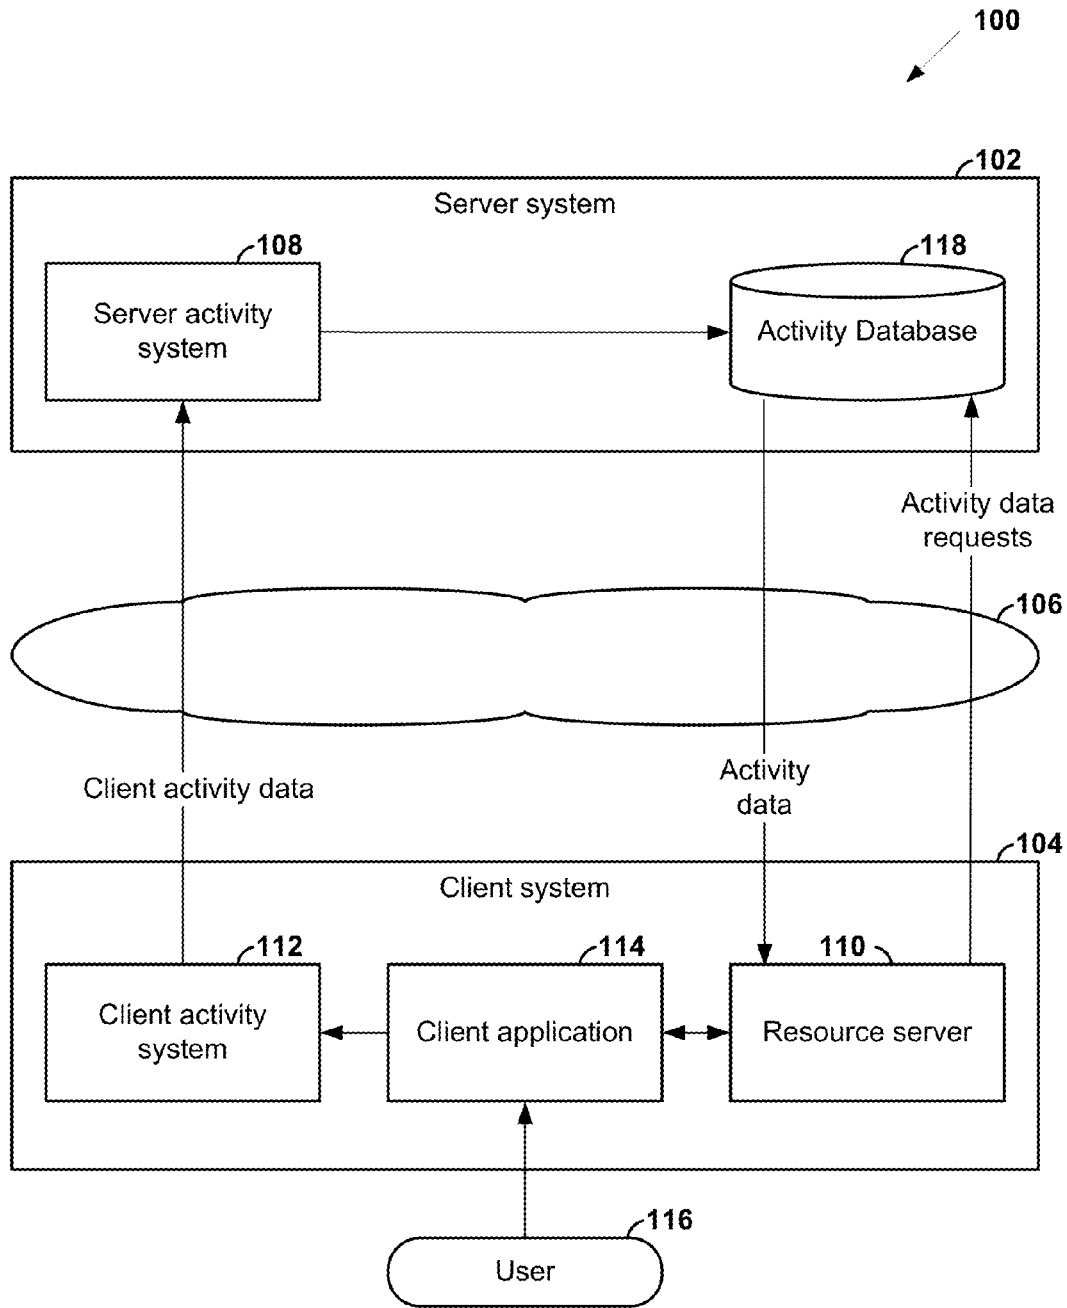 100
102
Server system
108
118
Server activity
system
Activity Database
Activity data
requests
106
Client activity data
Activity
data
104
Client system
112
114
110
Client activity
system
Client application
Resource server
116
User